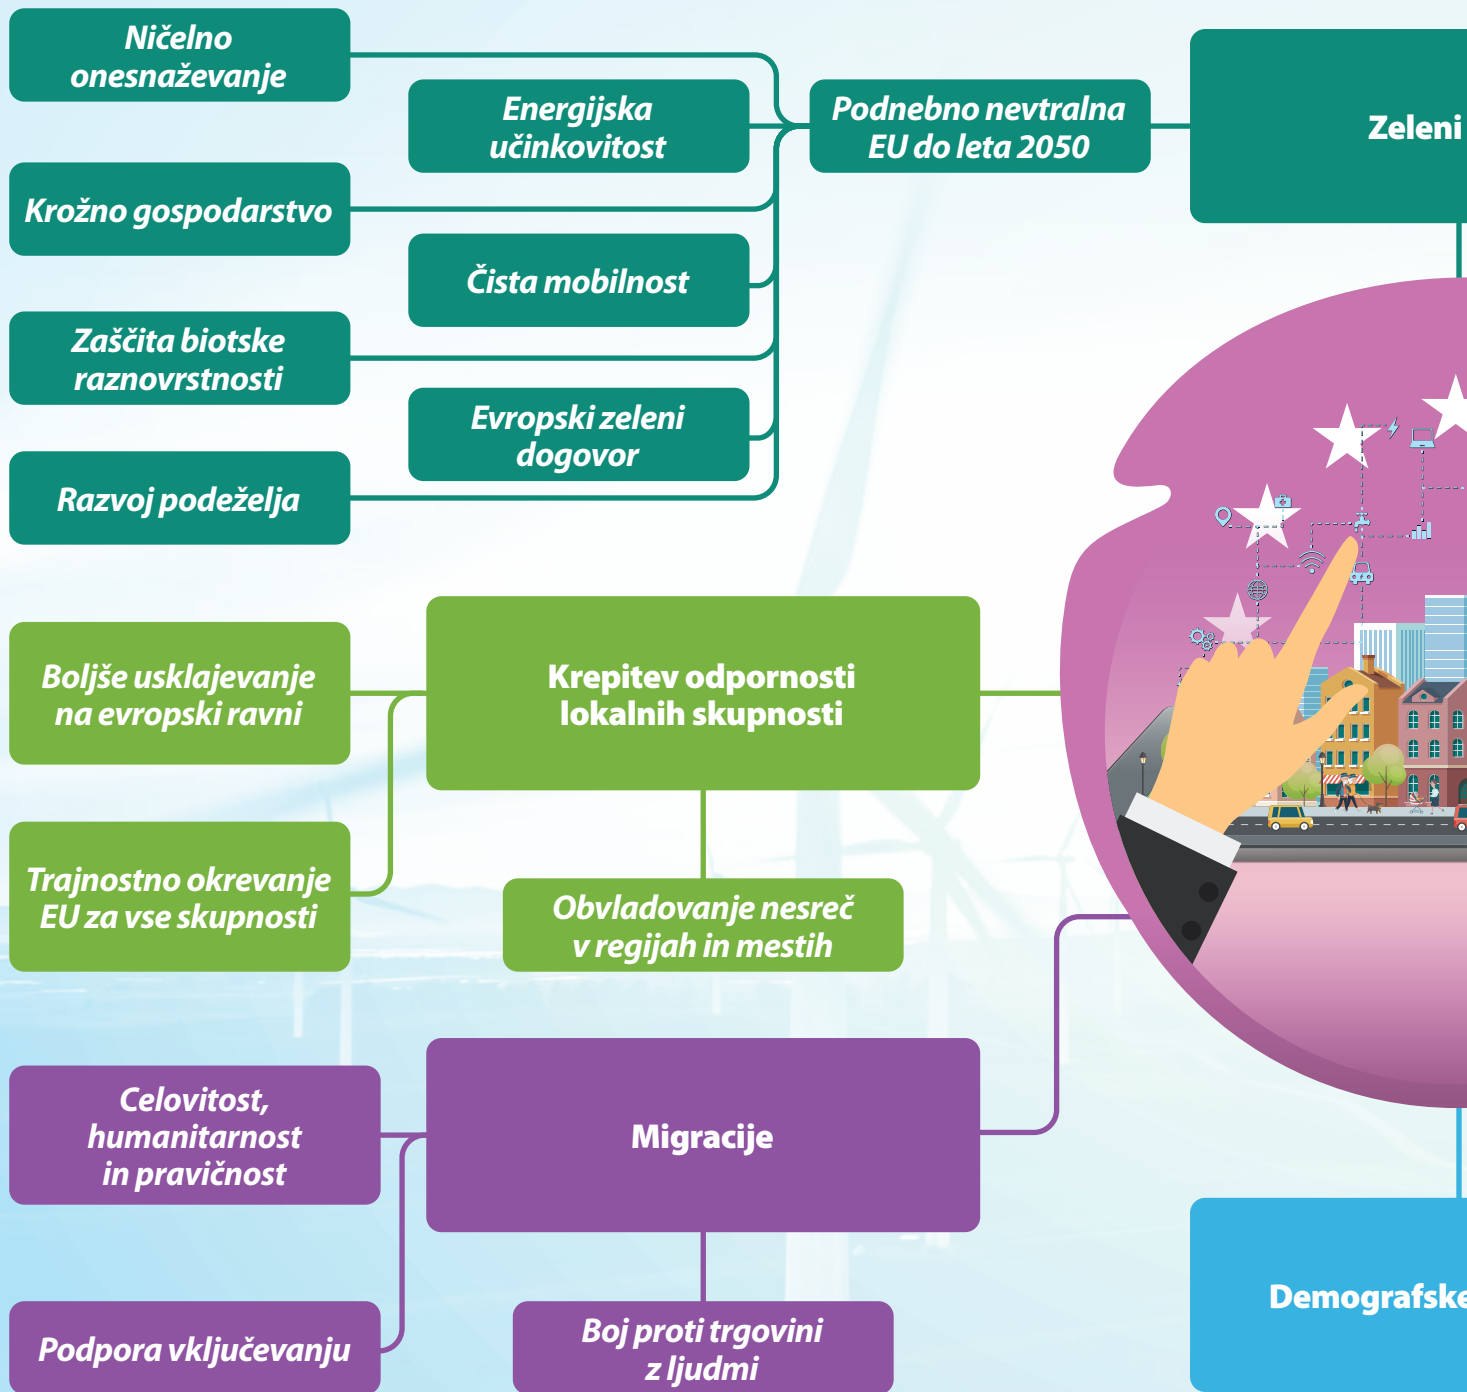 Ničelno
onesnaževanje
Energijska
učinkovitost
Podnebno nevtralna
EU do leta 2050
Zeleni
Krožno gospodarstvo
Čista mobilnost
Zaščita biotske
raznovrstnosti
Evropski zeleni
dogovor
Razvoj podeželja
Boljše usklajevanje
na evropski ravni
Krepitev odpornosti
lokalnih skupnosti
Trajnostno okrevanje
EU za vse skupnosti
Obvladovanje nesreč
v regijah in mestih
Celovitost,
humanitarnost
in pravičnost
Migracije
Podpora vključevanju
Boj proti trgovini
z ljudmi
Demografske